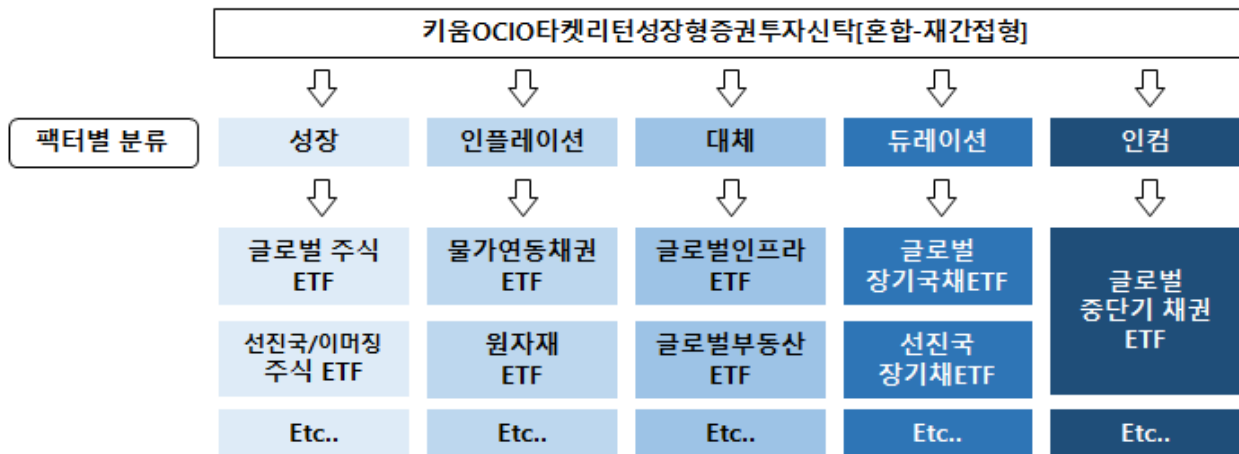 키움OCIO타켓리턴성장형증권투자신탁[혼합-재간접형]
팩터별 분류
성장
인플레이션
대체
듀레이션
인컴
글로벌 주식
ETF
물가연동채권
ETF
글로벌인프라
ETF
글로벌
장기국채ETF
글로벌
중단기 채권
ETF
선진국/이머징
주식 ETF
원자재
ETF
글로벌부동산
ETF
선진국
장기채ETF
Etc..
Etc..
Etc..
Etc..
Etc..